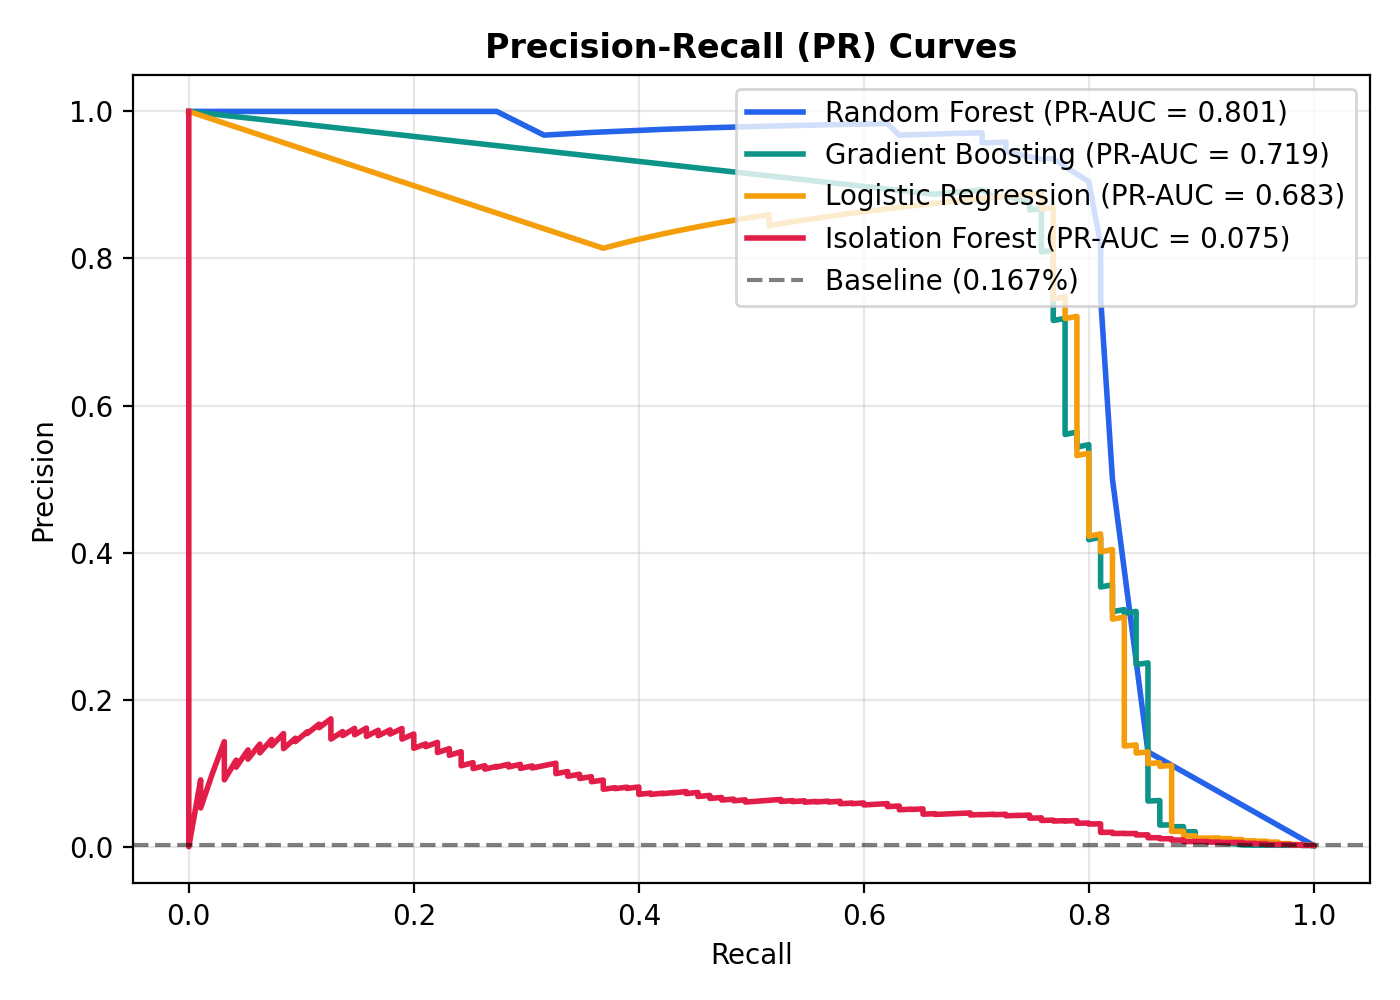 Precision-Recall (PR) Curves
Random Forest (PR-AUC = 0.801)
Gradient Boosting (PR-AUC = 0.719)
Logistic Regression (PR-AUC = 0.683)
Isolation Forest (PR-AUC = 0.075)
Baseline (0.167%)
Precision
1.0
0.8
0.6
0.4
0.2
0.0
0.0 0.2 0.4 0.6 0.8 1.0
Recall